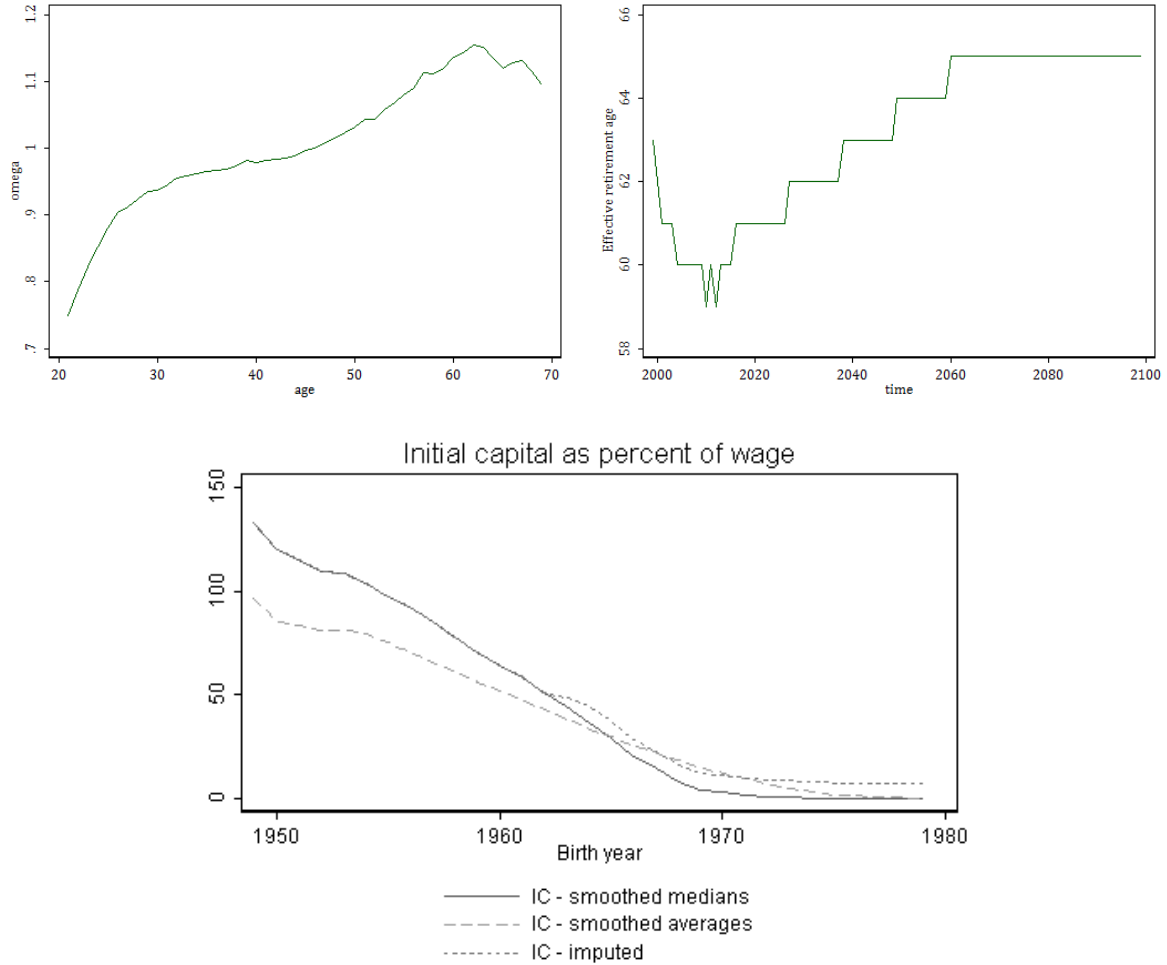 1.2
1.1
1
.9
.8
.7
omega
20 30 40 50 60 70
age
66
64
62
60
58
Effective retirement age
2000 2020 2040 2060 2080 2100
time
Initial capital as percent of wage
150
100
50
0
1950 1960 1970 1980
Birth year
IC - smoothed medians
IC - smoothed averages
IC - imputed